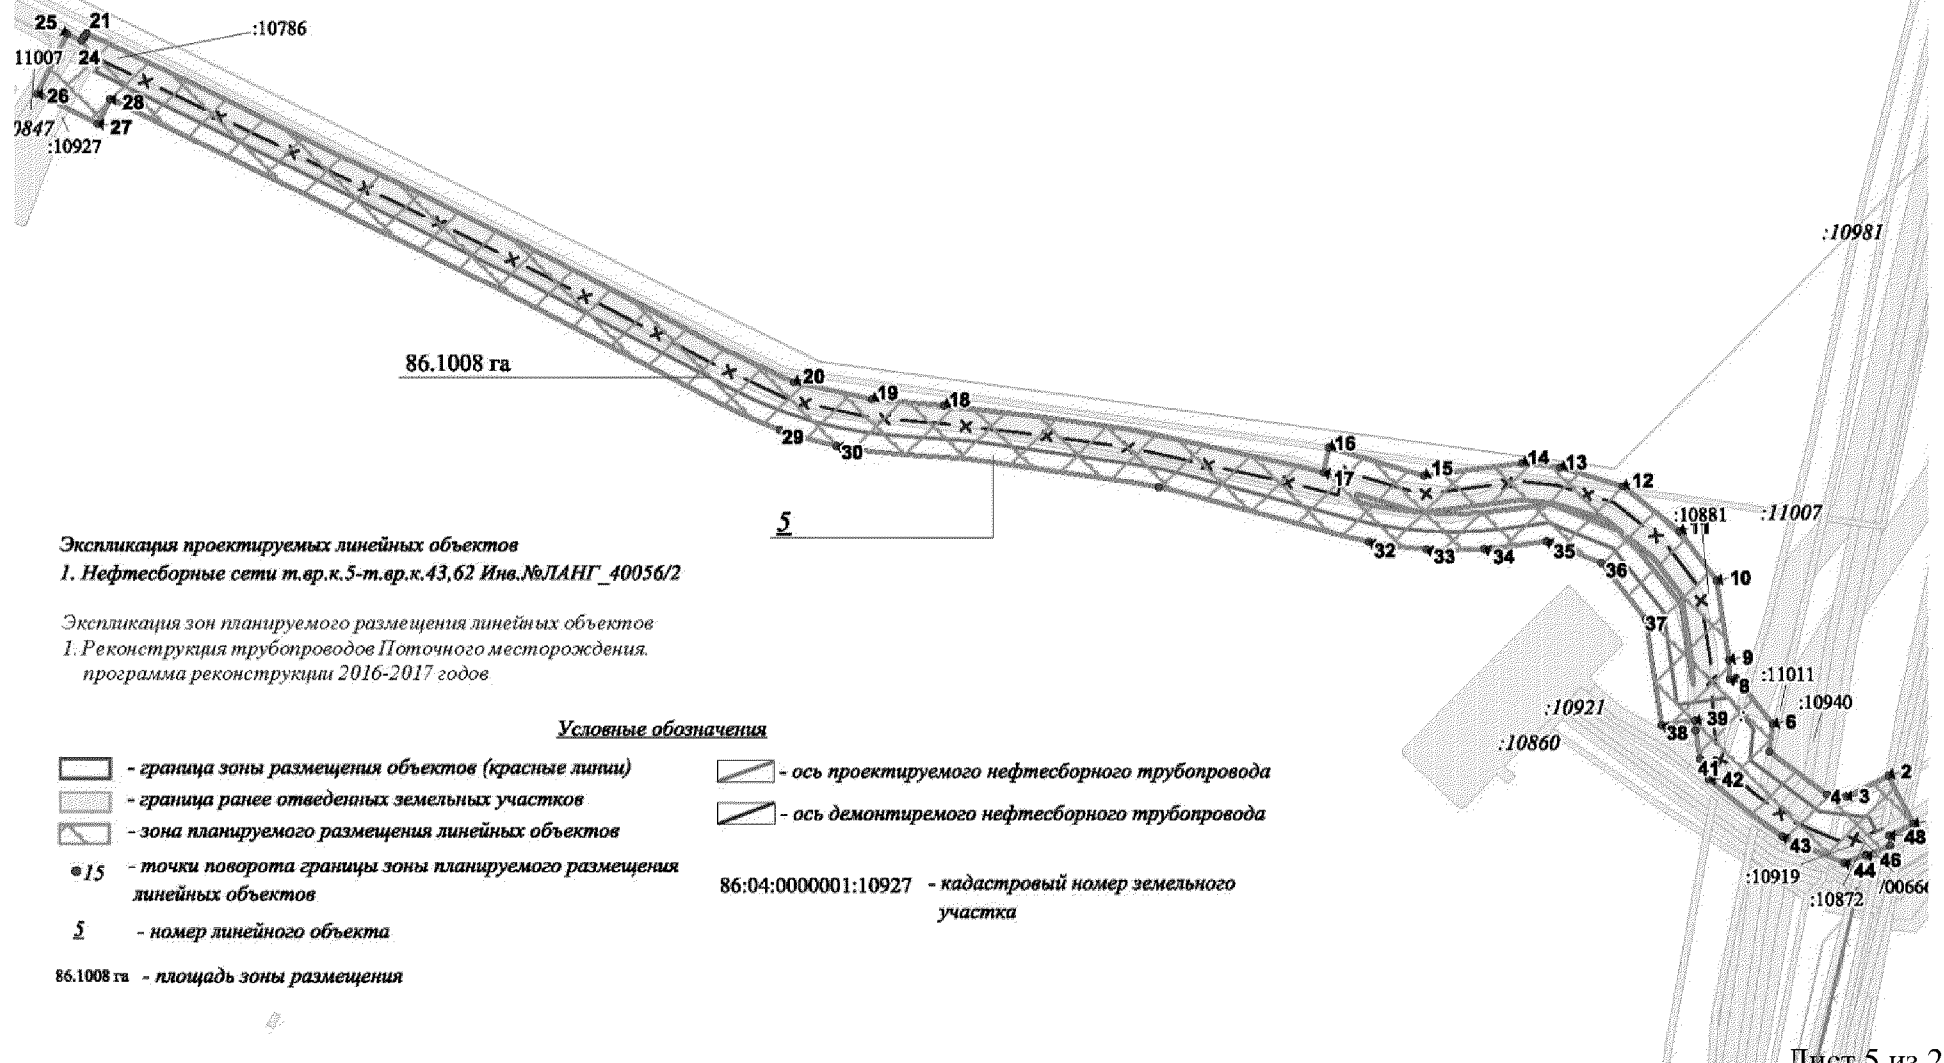 25
21
:10786
11007
24
26
28
0847
27
:10927
:10981
86.1008 га
20
19
18
29
30
16
15
14
13
12
17
:10881
11
:11007
5
32
33
34
35
36
10
37
9
8
:11011
:10940
:10921
:10860
38
39
6
41
42
2
4
3
48
43
44
46
:10919
:10872
/0066
Экспликация проектируемых линейных объектов
1. Нефтесборные сети т.вр.к.5-т.вр.к.43,62 Инв.№ЛАНГ_40056/2
Экспликация зон планируемого размещения линейных объектов
1. Реконструкция трубопроводов Поточного месторождения.
программа реконструкции 2016-2017 годов
Условные обозначения
- граница зоны размещения объектов (красные линии)
- граница ранее отведенных земельных участков
- зона планируемого размещения линейных объектов
15 - точки поворота границы зоны планируемого размещения
линейных объектов
5 - номер линейного объекта
86.1008 га - площадь зоны размещения
- ось проектируемого нефтесборного трубопровода
- ось демонтиремого нефтесборного трубопровода
86:04:0000001:10927 - кадастровый номер земельного
участка
Лист 5 из 2